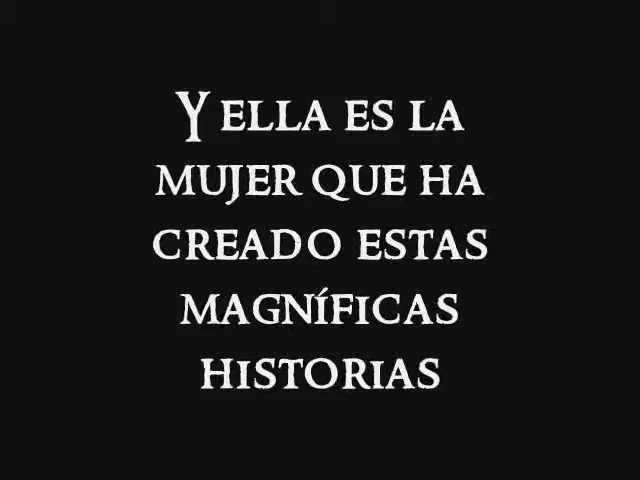 Y ELLA ES LA
MUJER QUE HA
CREADO ESTAS
MAGNÍFICAS
HISTORIAS